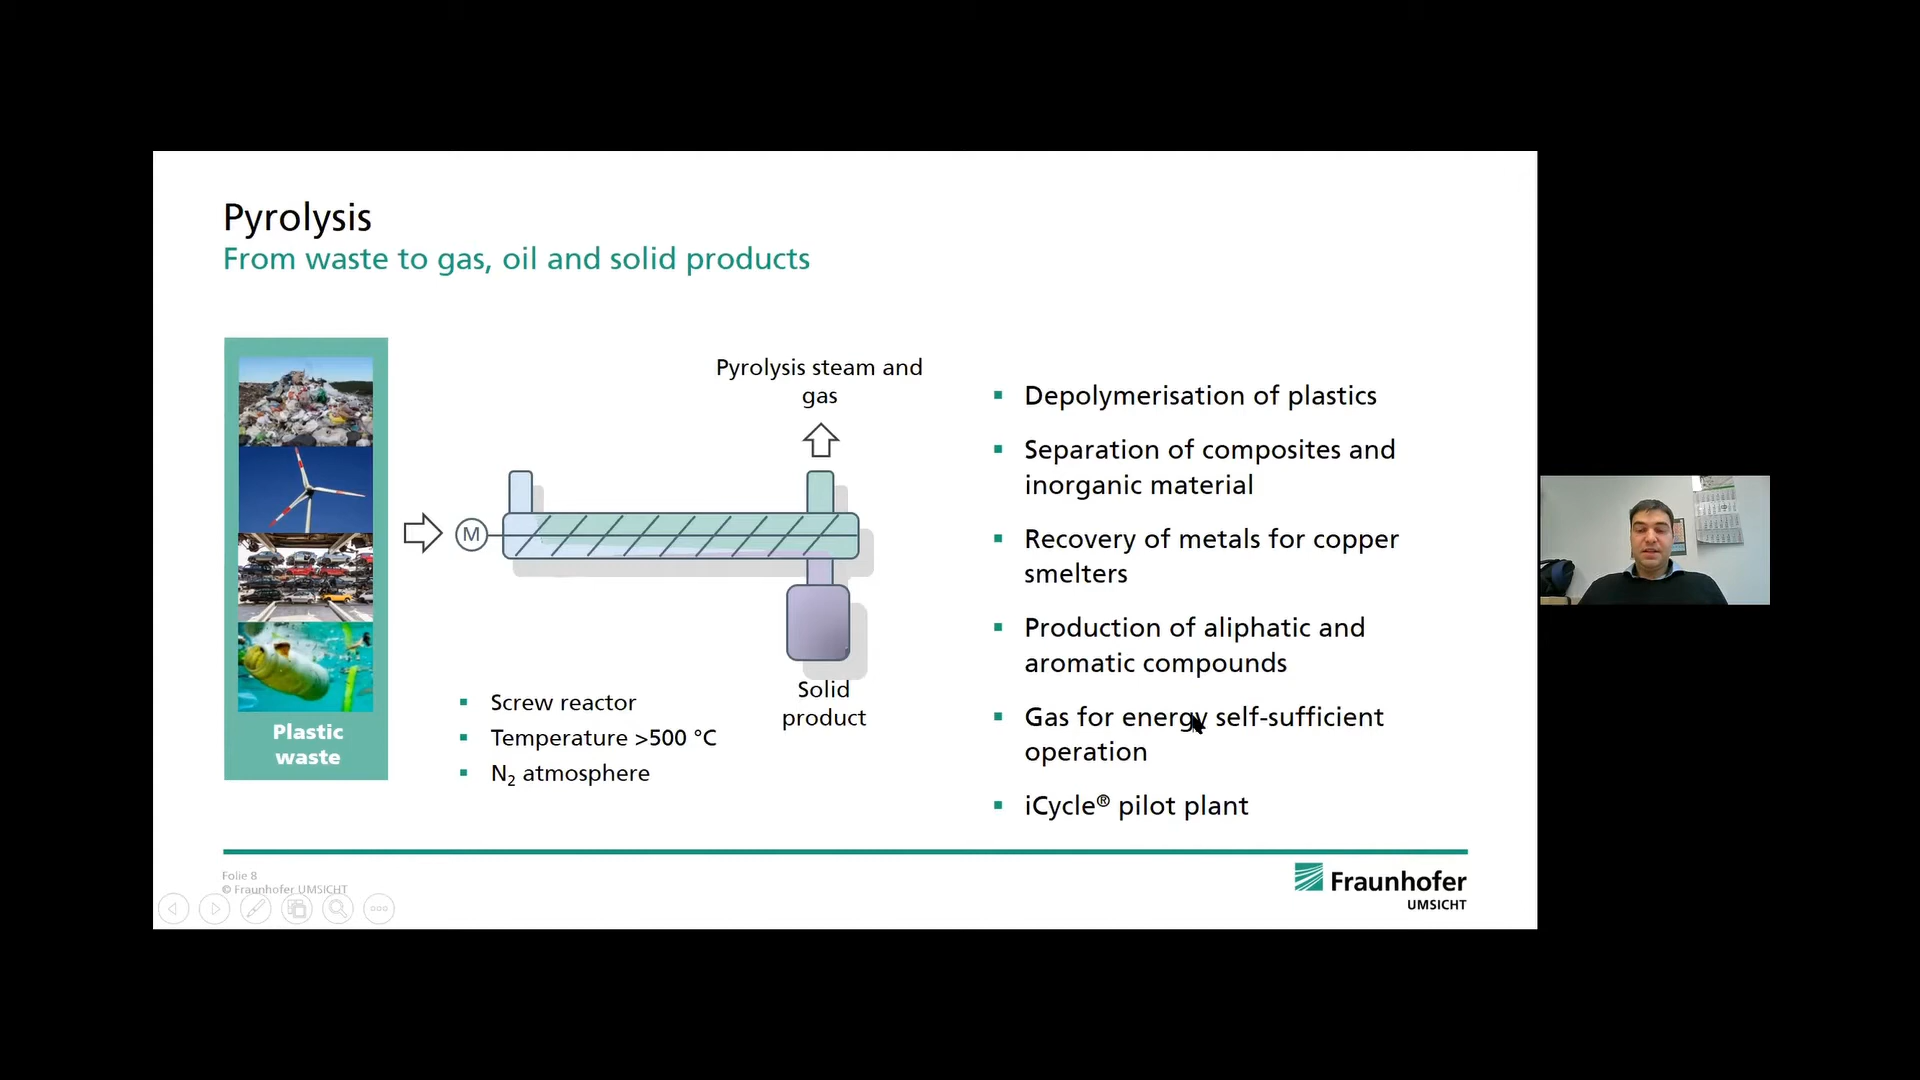 Pyrolysis
From waste to gas, oil and solid products
Plastic
waste
Pyrolysis steam and
gas
M
Solid
product
Screw reactor
Temperature >500 °C
N₂ atmosphere
Depolymerisation of plastics
Separation of composites and
inorganic material
Recovery of metals for copper
smelters
Production of aliphatic and
aromatic compounds
Gas for energy self-sufficient
operation
iCycle® pilot plant
Folie 8
© Fraunhofer UMSICHT
Fraunhofer
UMSICHT